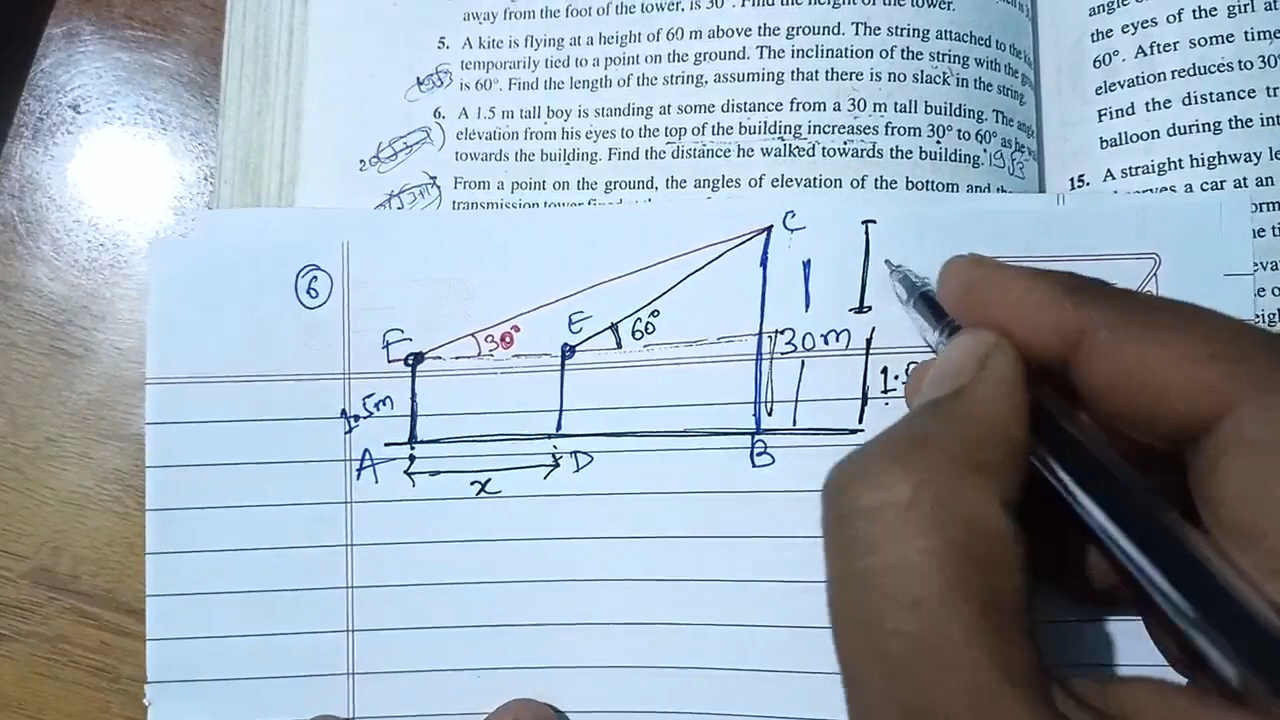 away from the foot of the tower, is 30°. Find the height of the tower.
5. A kite is flying at a height of 60 m above the ground. The string attached to the
temporarily tied to a point on the ground. The inclination of the string with the
is 60°. Find the length of the string, assuming that there is no slack in the string.
6. A 1.5 m tall boy is standing at some distance from a 30 m tall building. The
elevation from his eyes to the top of the building increases from 30° to 60° as he
towards the building. Find the distance he walked towards the building. 19√3
From a point on the ground, the angles of elevation of the bottom and
transmission tower
angle
the eyes of the girl at
60°. After some time
elevation reduces to 30°
Find the distance tr
balloon during the int
15. A straight highway le
a car at an
6
C
E
60°
30°
30m
1.5m
A
D
B
x